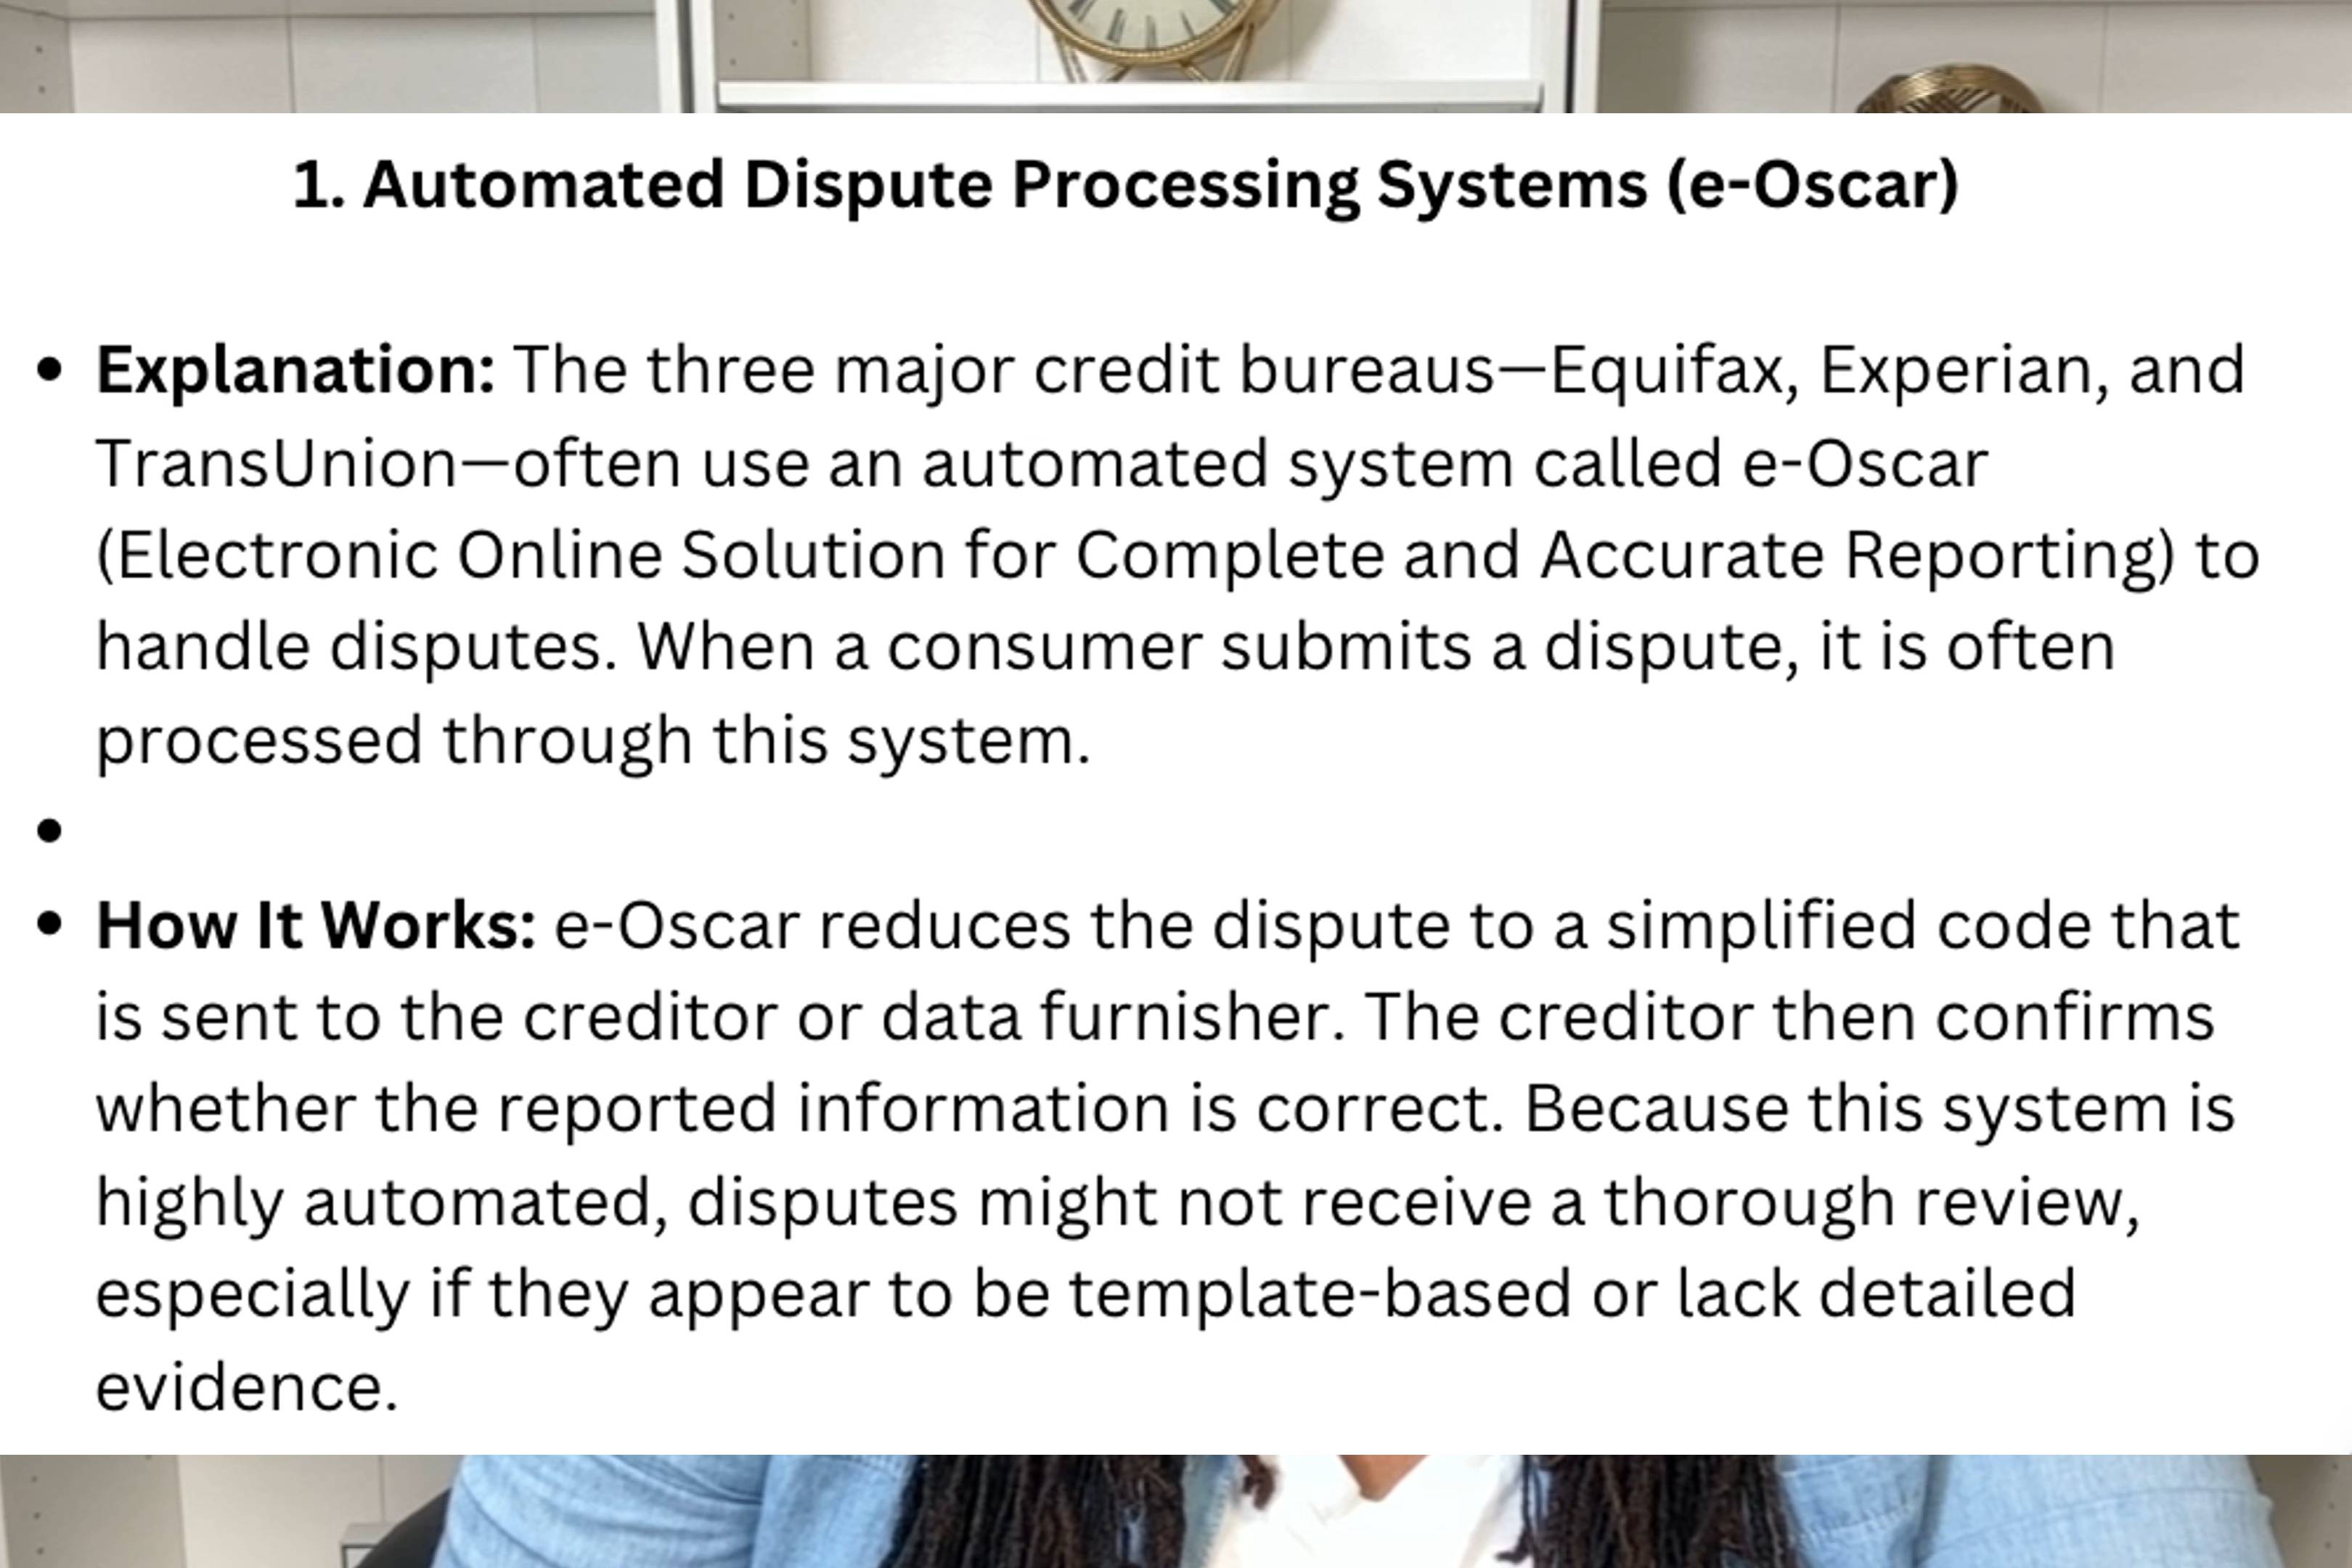 1. Automated Dispute Processing Systems (e-Oscar)
• Explanation: The three major credit bureaus—Equifax, Experian, and
TransUnion—often use an automated system called e-Oscar
(Electronic Online Solution for Complete and Accurate Reporting) to
handle disputes. When a consumer submits a dispute, it is often
processed through this system.
•
• How It Works: e-Oscar reduces the dispute to a simplified code that
is sent to the creditor or data furnisher. The creditor then confirms
whether the reported information is correct. Because this system is
highly automated, disputes might not receive a thorough review,
especially if they appear to be template-based or lack detailed
evidence.